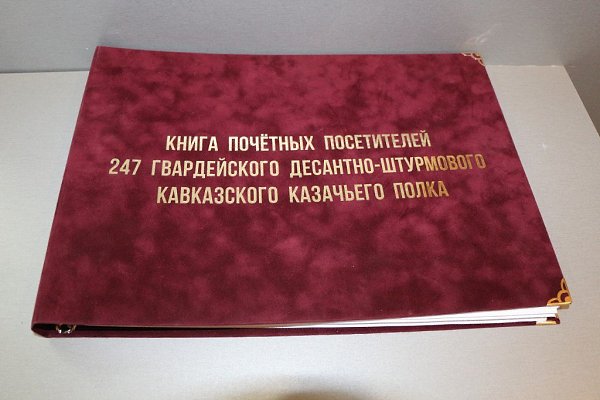 КНИГА ПОЧЁТНЫХ ПОСЕТИТЕЛЕЙ
247 ГВАРДЕЙСКОГО ДЕСАНТНО-ШТУРМОВОГО
КАВКАЗСКОГО КАЗАЧЬЕГО ПОЛКА